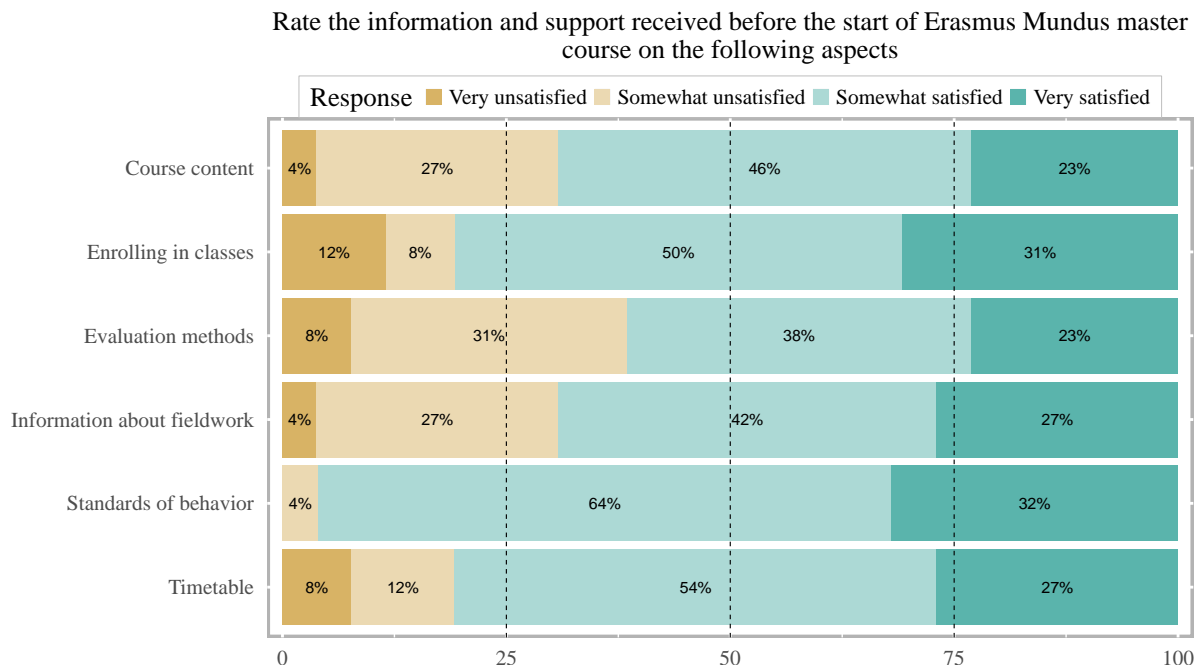 Rate the information and support received before the start of Erasmus Mundus master
course on the following aspects
Response Very unsatisfied Somewhat unsatisfied Somewhat satisfied Very satisfied
Course content 4% 27% 46% 23%
Enrolling in classes 12% 8% 50% 31%
Evaluation methods 8% 31% 38% 23%
Information about fieldwork 4% 27% 42% 27%
Standards of behavior 4% 64% 32%
Timetable 8% 12% 54% 27%
0 25 50 75 100